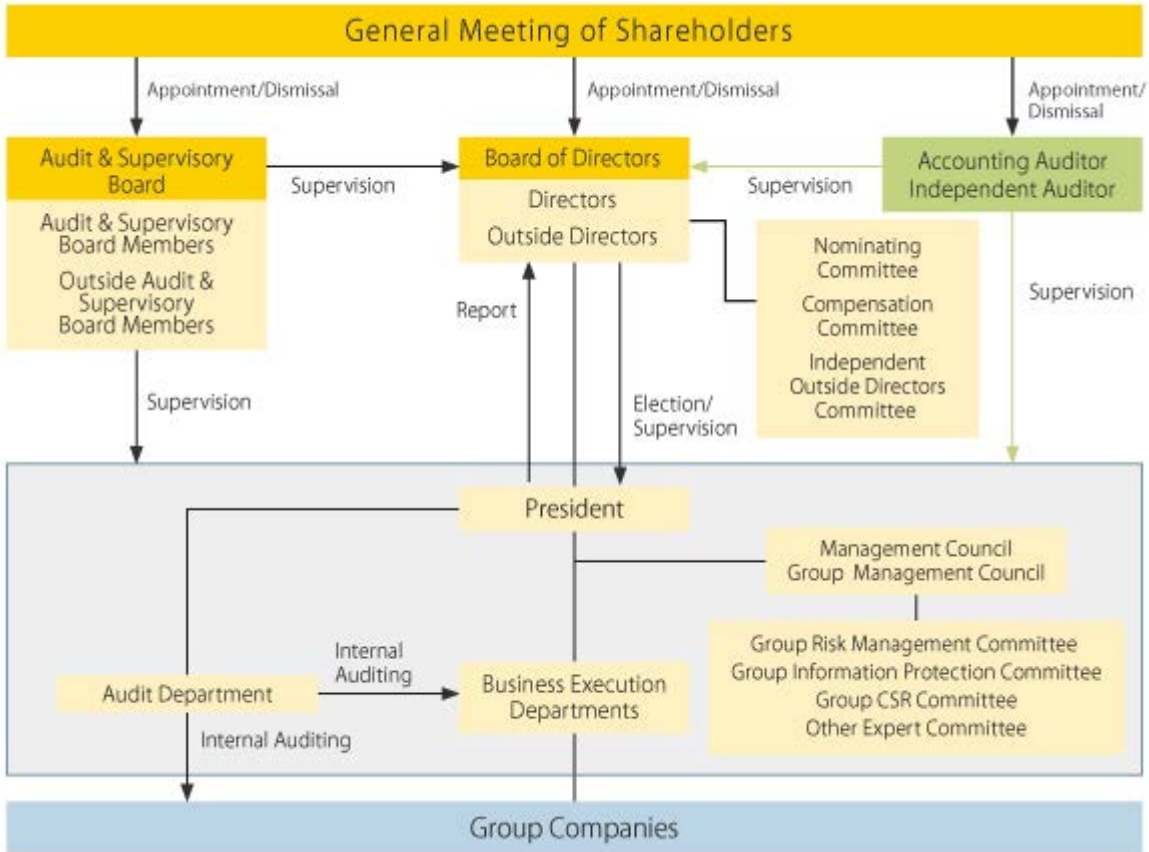 General Meeting of Shareholders
Appointment/Dismissal
Appointment/Dismissal
Appointment/
Dismissal
Audit & Supervisory
Board
Supervision
Board of Directors
Supervision
Accounting Auditor
Independent Auditor
Audit & Supervisory
Board Members
Outside Audit &
Supervisory
Board Members
Directors
Outside Directors
Nominating
Committee
Compensation
Committee
Independent
Outside Directors
Committee
Supervision
Report
Election/
Supervision
Supervision
President
Management Council
Group Management Council
Group Risk Management Committee
Group Information Protection Committee
Group CSR Committee
Other Expert Committee
Audit Department
Internal
Auditing
Business Execution
Departments
Internal Auditing
Group Companies